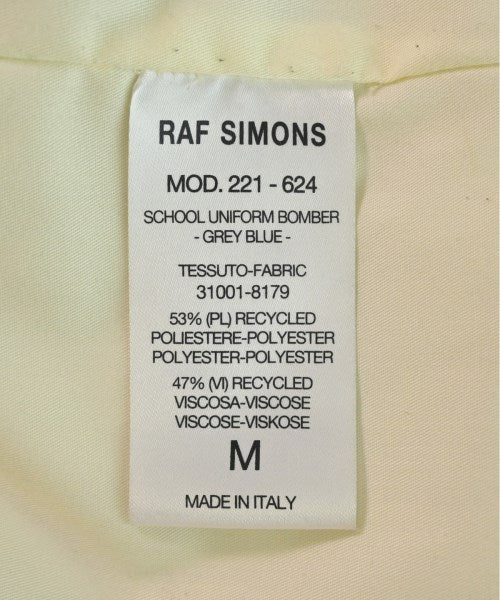 RAF SIMONS
MOD. 221 - 624
SCHOOL UNIFORM BOMBER
- GREY BLUE -
TESSUTO-FABRIC
31001-8179
53% (PL) RECYCLED
POLIESTERE-POLYESTER
POLYESTER-POLYESTER
47% (VI) RECYCLED
VISCOSA-VISCOSE
VISCOSE-VISKOSE
M
MADE IN ITALY